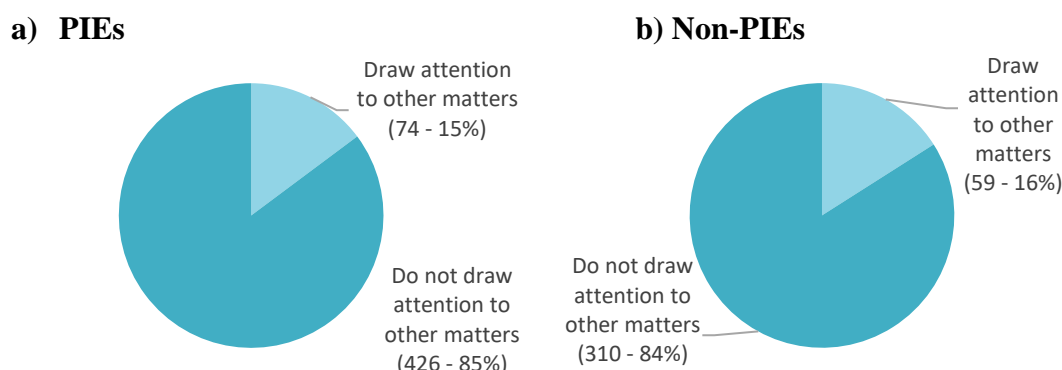 a) PIEs
Draw attention
to other matters
(74 - 15%)
Do not draw
attention to
other matters
(426 - 85%)
b) Non-PIEs
Draw
attention
to other
matters
(59 - 16%)
Do not draw
attention to
other matters
(310 - 84%)